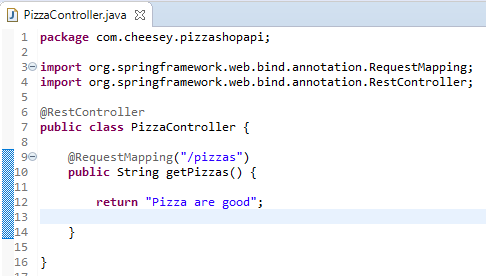 PizzaController.java
1 package com.cheesey.pizzashopapi;
2
3 import org.springframework.web.bind.annotation.RequestMapping;
4 import org.springframework.web.bind.annotation.RestController;
5
6 @RestController
7 public class PizzaController {
8
9 @RequestMapping("/pizzas")
10 public String getPizzas() {
11
12 return "Pizza are good";
13
14 }
15
16 }